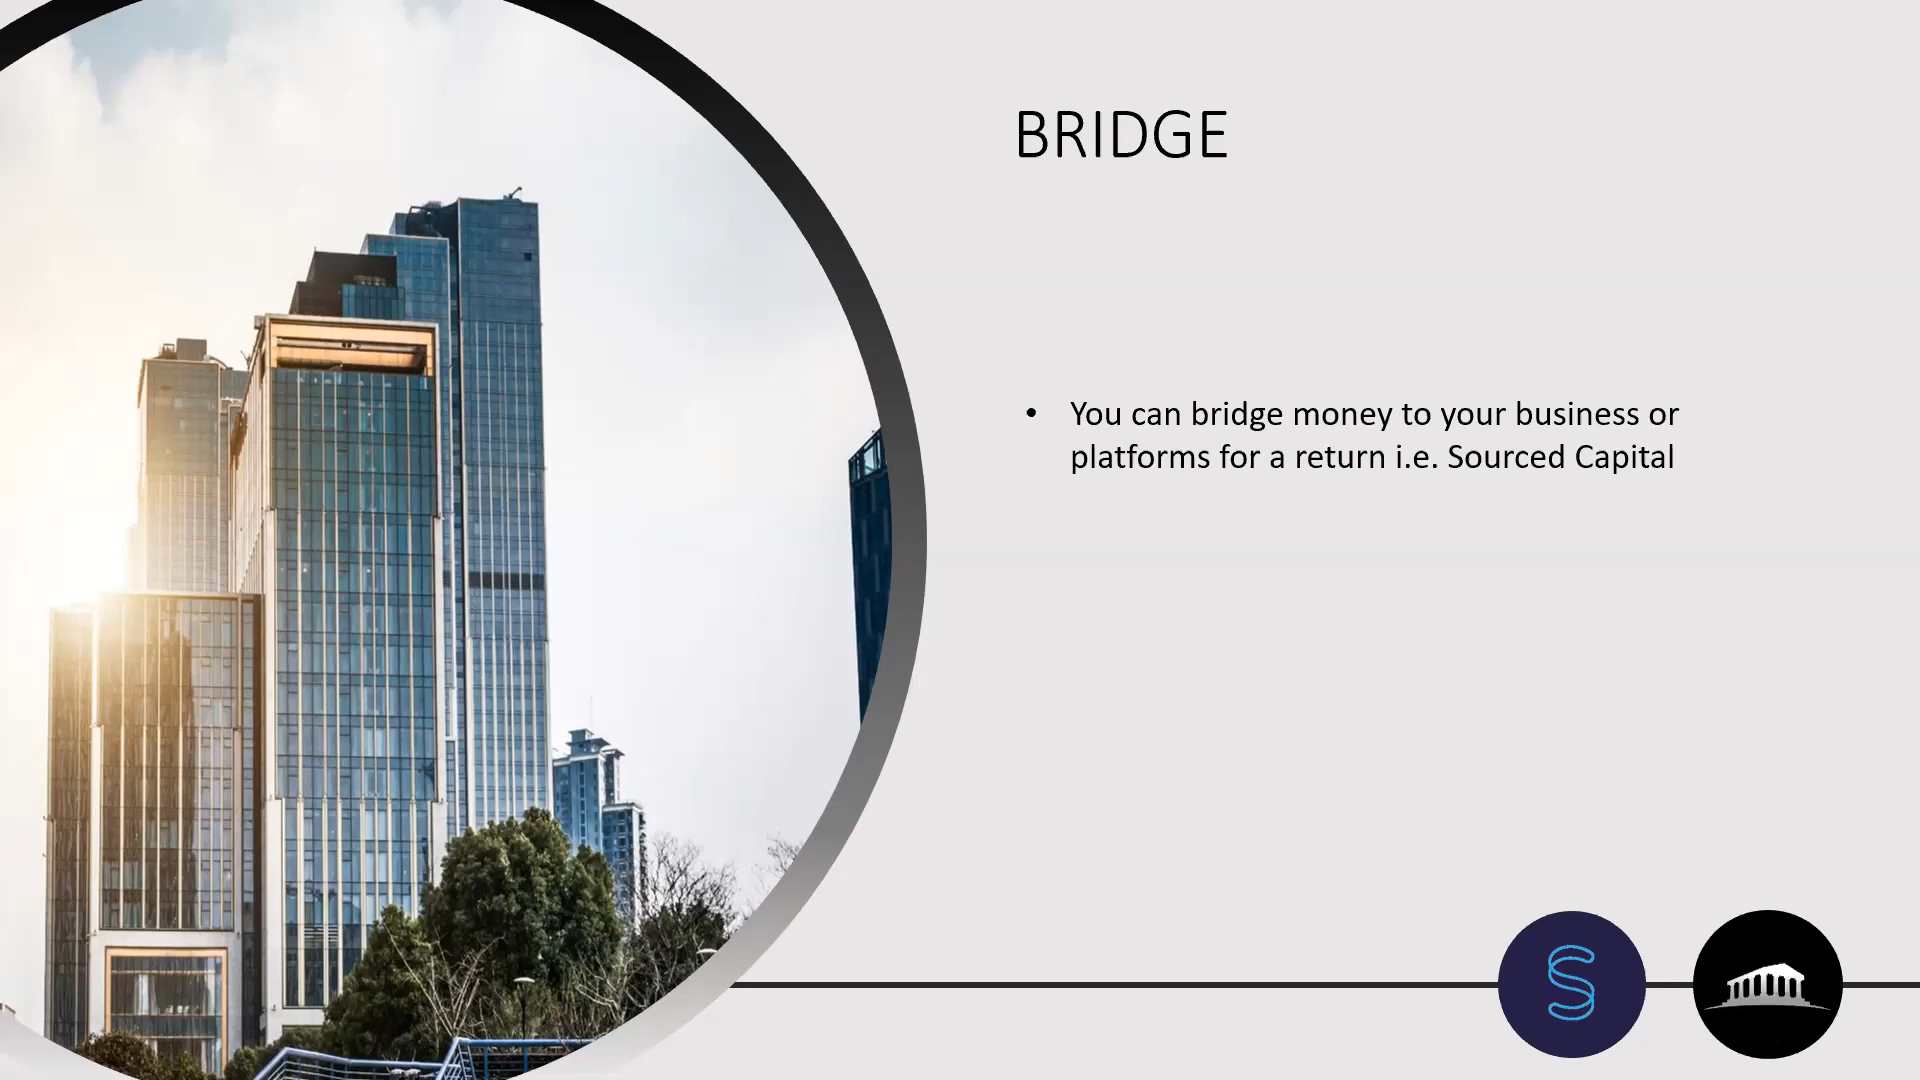 BRIDGE
• You can bridge money to your business or
platforms for a return i.e. Sourced Capital